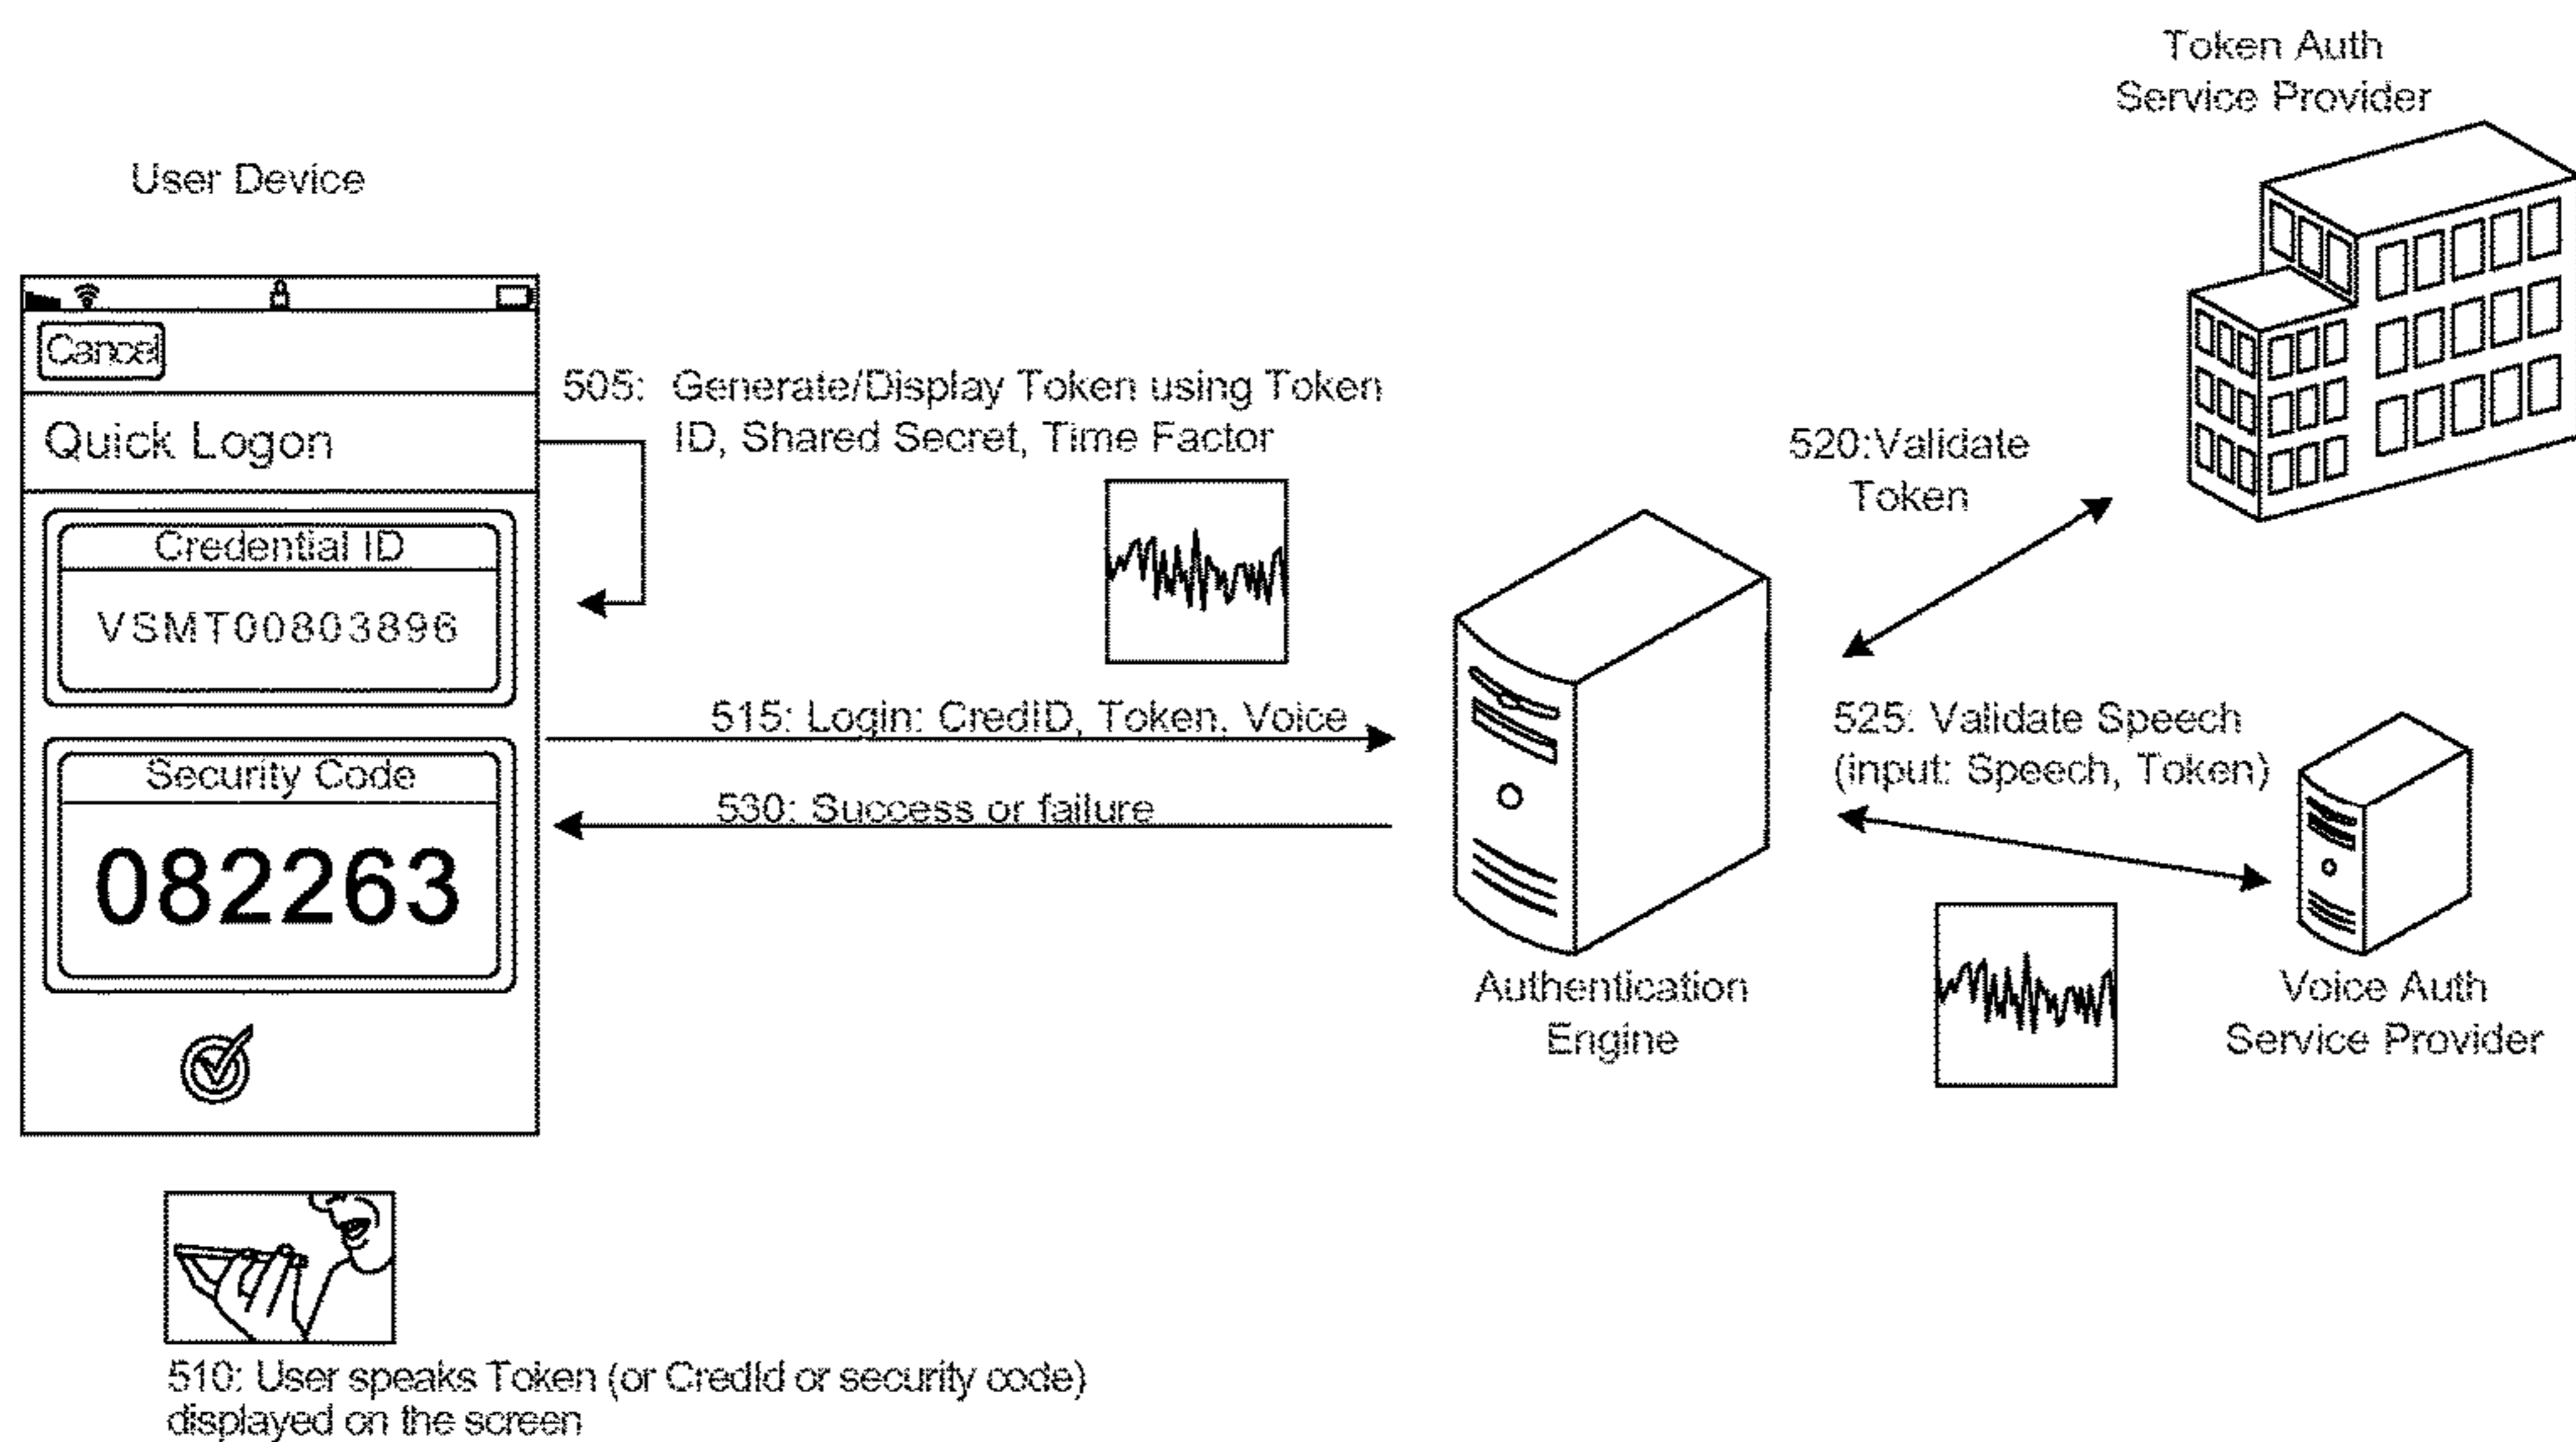 Token Auth
Service Provider
User Device
Cancel
Quick Logon
Credential ID
VSMT00803896
Security Code
082263
505: Generate/Display Token using Token
ID, Shared Secret, Time Factor
515: Login: CredID, Token, Voice
530: Success or failure
520:Validate
Token
525: Validate Speech
(input: Speech, Token)
Authentication
Engine
Voice Auth
Service Provider
510: User speaks Token (or CredId or security code)
displayed on the screen